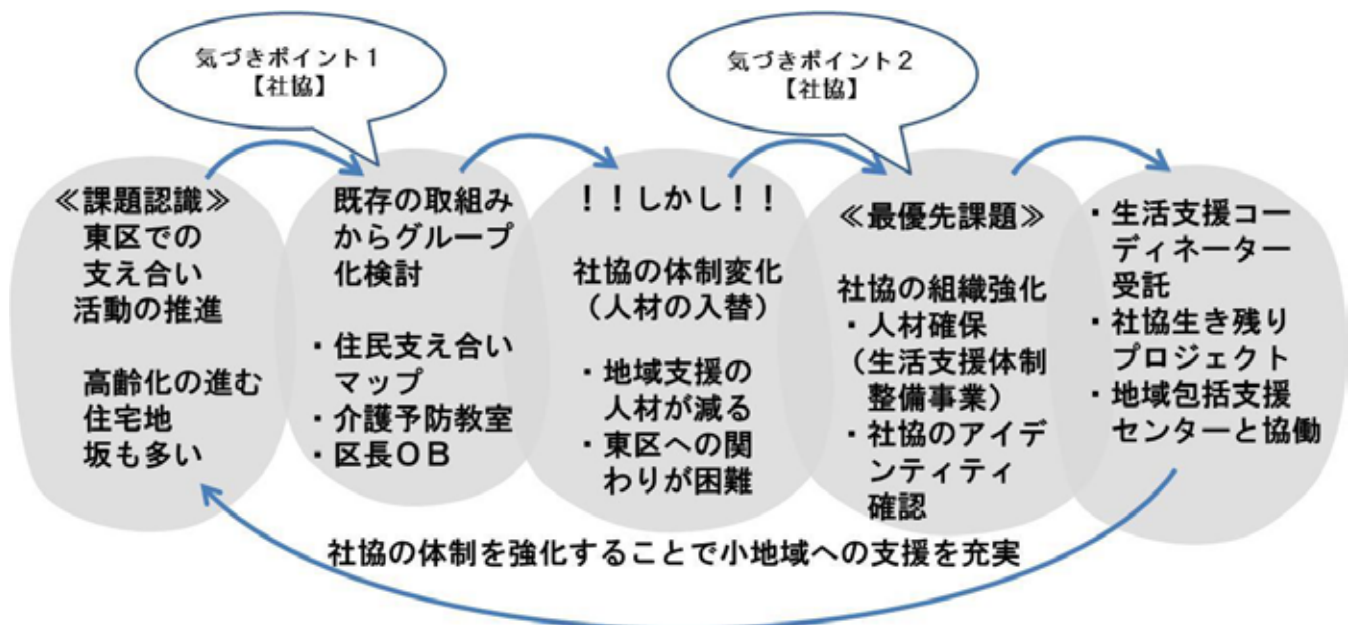 気づきポイント１
【社協】
気づきポイント２
【社協】
≪課題認識≫
東区での
支え合い
活動の推進
高齢化の進む
住宅地
坂も多い
既存の取組み
からグループ
化検討
・住民支え合い
マップ
・介護予防教室
・区長ＯＢ
！！しかし！！
社協の体制変化
（人材の入替）
・地域支援の
人材が減る
・東区への関
わりが困難
≪最優先課題≫
社協の組織強化
・人材確保
（生活支援体制
整備事業）
・社協のアイデ
ンティティ
確認
・生活支援コー
ディネーター
受託
・社協生き残り
プロジェクト
・地域包括支援
センターと協働
社協の体制を強化することで小地域への支援を充実